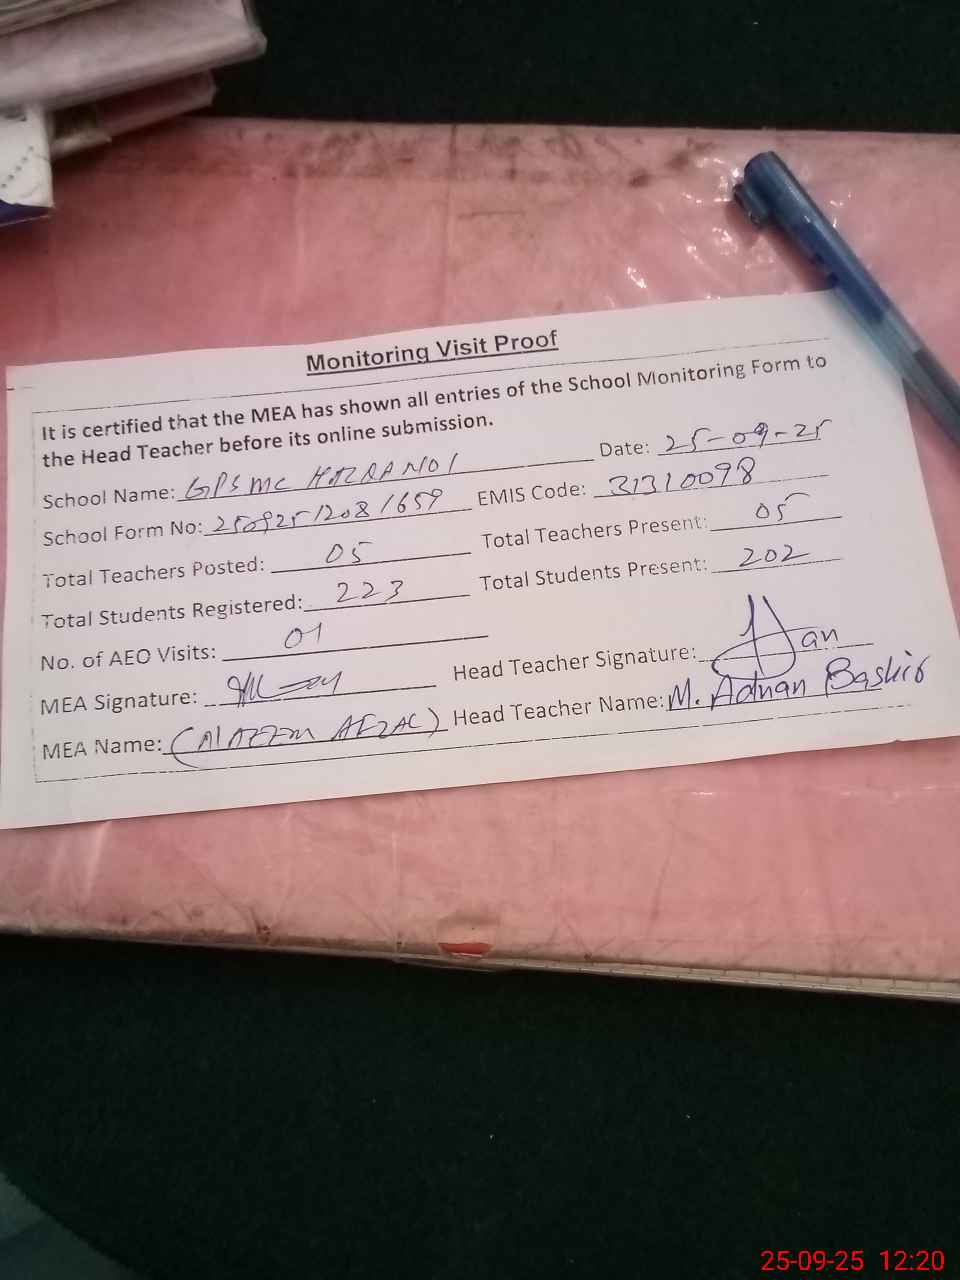 Monitoring Visit Proof
It is certified that the MEA has shown all entries of the School Monitoring Form to
the Head Teacher before its online submission.
School Name: GPS MC Date: 25-09-25
School Form No: 250925 1208 1659 EMIS Code: 31310098
Total Teachers Posted: 05 Total Teachers Present: 05
Total Students Registered: 223 Total Students Present: 202
No. of AEO Visits: 01
MEA Signature: Head Teacher Signature:
MEA Name: (NAZEEM AFZAL) Head Teacher Name: M. Adnan Bashir
25-09-25 12:20